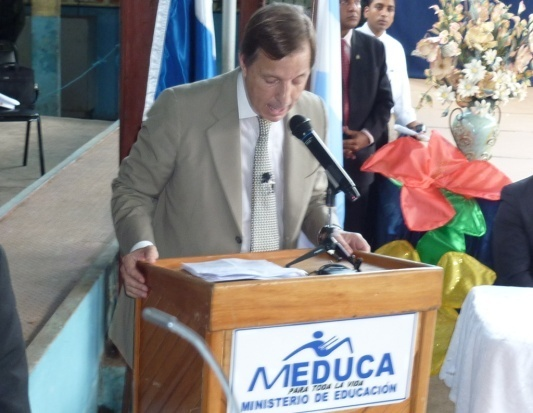 MEDUCA
PARA TODA LA VIDA
MINISTERIO DE EDUCACIÓN